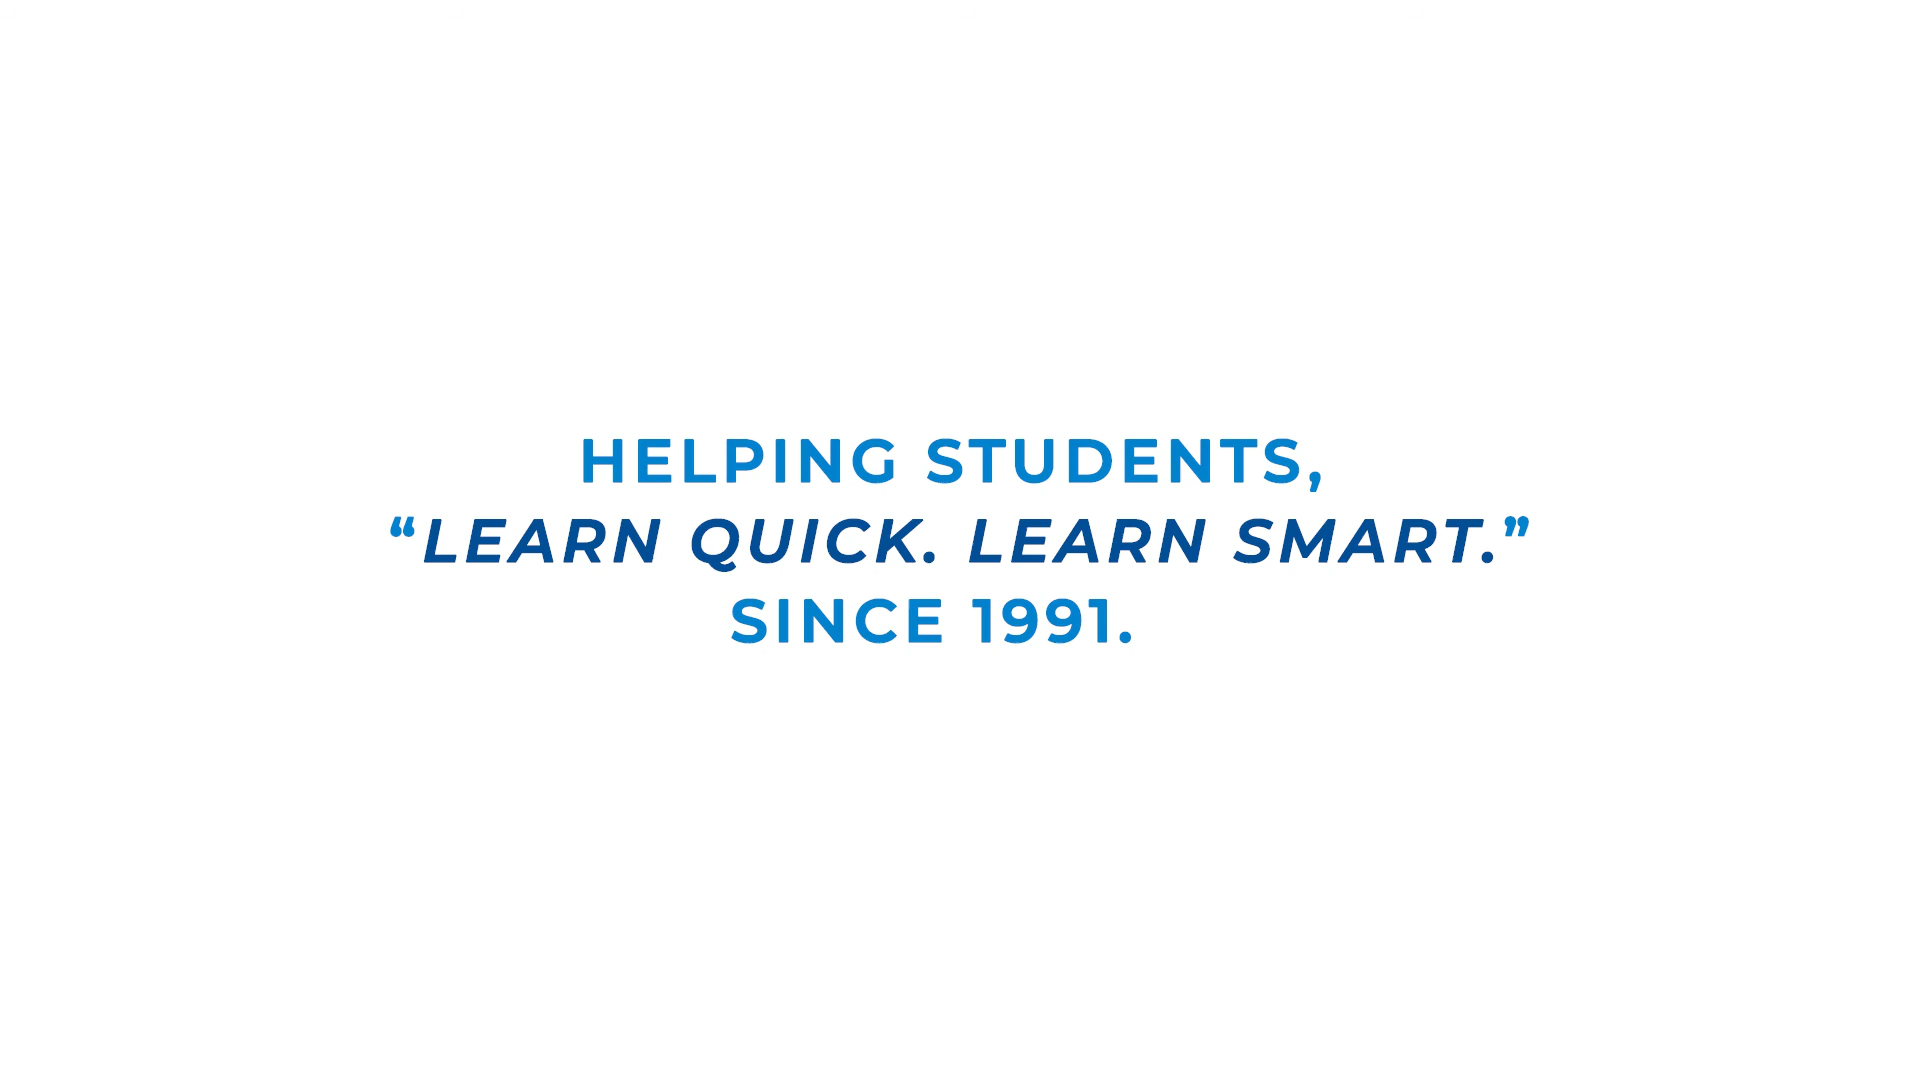 HELPING STUDENTS,
“LEARN QUICK. LEARN SMART.”
SINCE 1991.